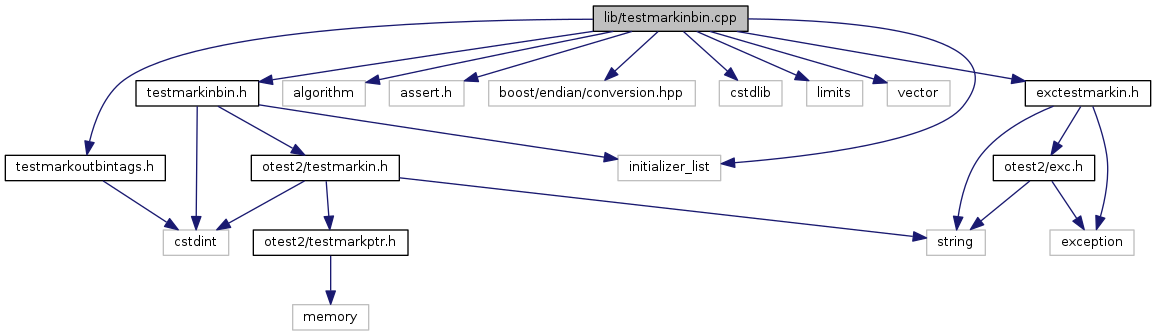 lib/testmarkinbin.cpp
testmarkinbin.h
algorithm
assert.h
boost/endian/conversion.hpp
cstdlib
limits
vector
exctestmarkin.h
testmarkoutbintags.h
otest2/testmarkin.h
initializer_list
otest2/exc.h
cstdint
otest2/testmarkptr.h
string
exception
memory